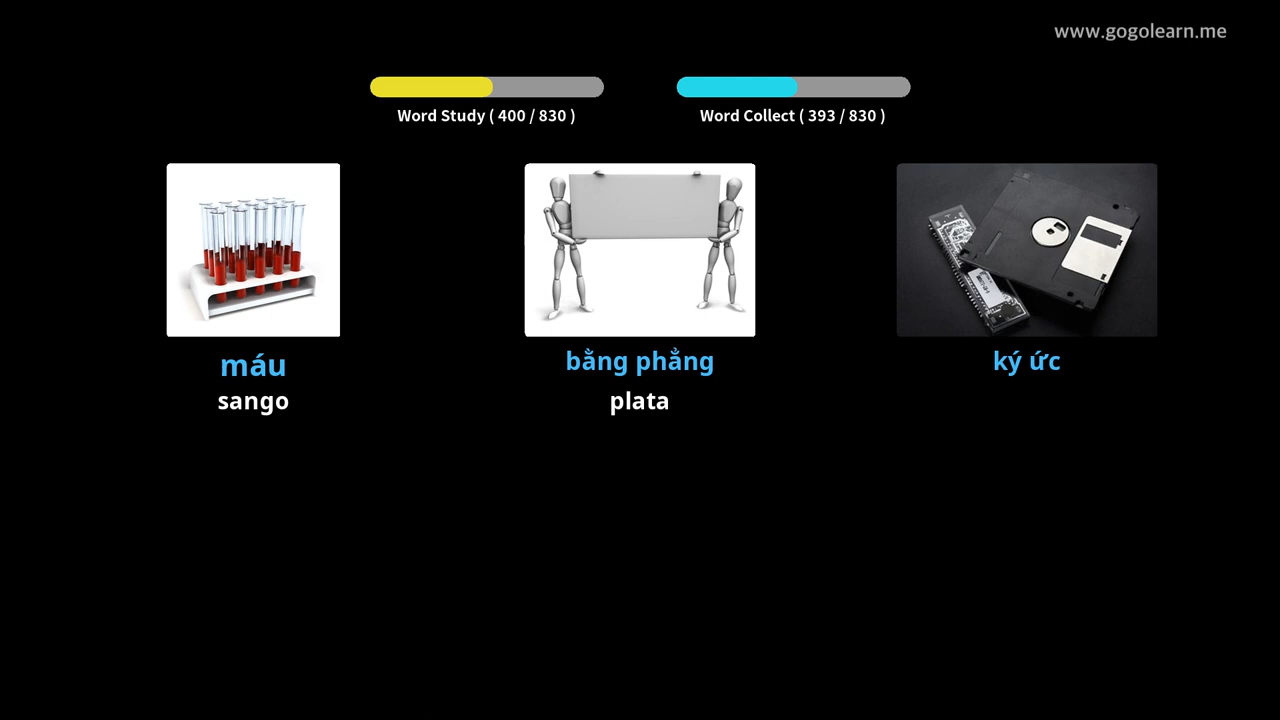 www.gogolearn.me
Word Study ( 400 / 830 )
Word Collect ( 393 / 830 )
máu
bằng phẳng
ký ức
sango
plata